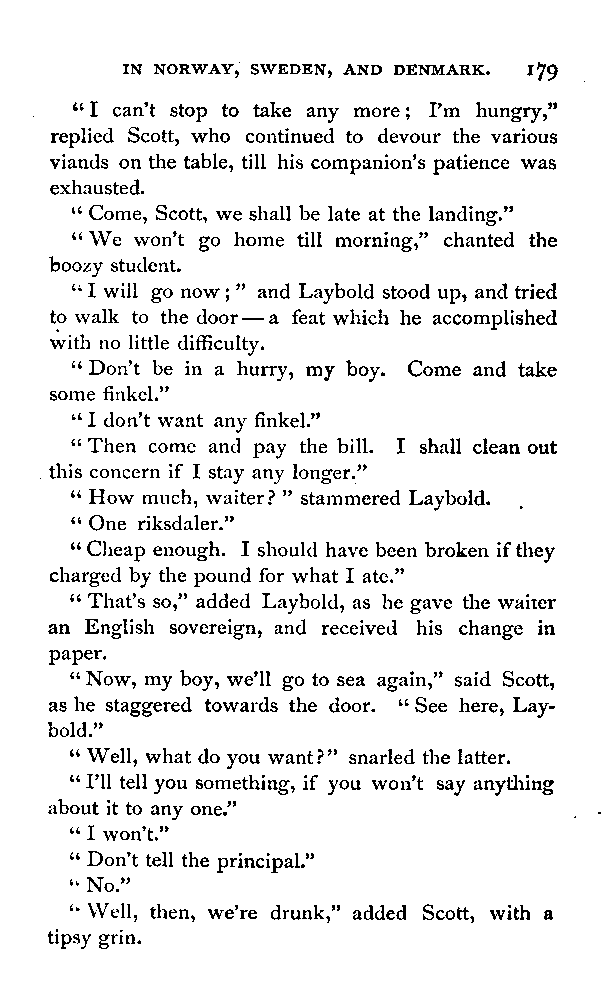 IN NORWAY, SWEDEN, AND DENMARK. 179
"I can't stop to take any more; I'm hungry,"
replied Scott, who continued to devour the various
viands on the table, till his companion's patience was
exhausted.
"Come, Scott, we shall be late at the landing."
"We won't go home till morning," chanted the
boozy student.
"I will go now;" and Laybold stood up, and tried
to walk to the door — a feat which he accomplished
with no little difficulty.
"Don't be in a hurry, my boy. Come and take
some finkel."
"I don't want any finkel."
"Then come and pay the bill. I shall clean out
this concern if I stay any longer."
"How much, waiter?" stammered Laybold.
"One riksdaler."
"Cheap enough. I should have been broken if they
charged by the pound for what I ate."
"That's so," added Laybold, as he gave the waiter
an English sovereign, and received his change in
paper.
"Now, my boy, we'll go to sea again," said Scott,
as he staggered towards the door. "See here, Lay-
bold."
"Well, what do you want?" snarled the latter.
"I'll tell you something, if you won't say anything
about it to any one."
"I won't."
"Don't tell the principal."
"No."
"Well, then, we're drunk," added Scott, with a
tipsy grin.